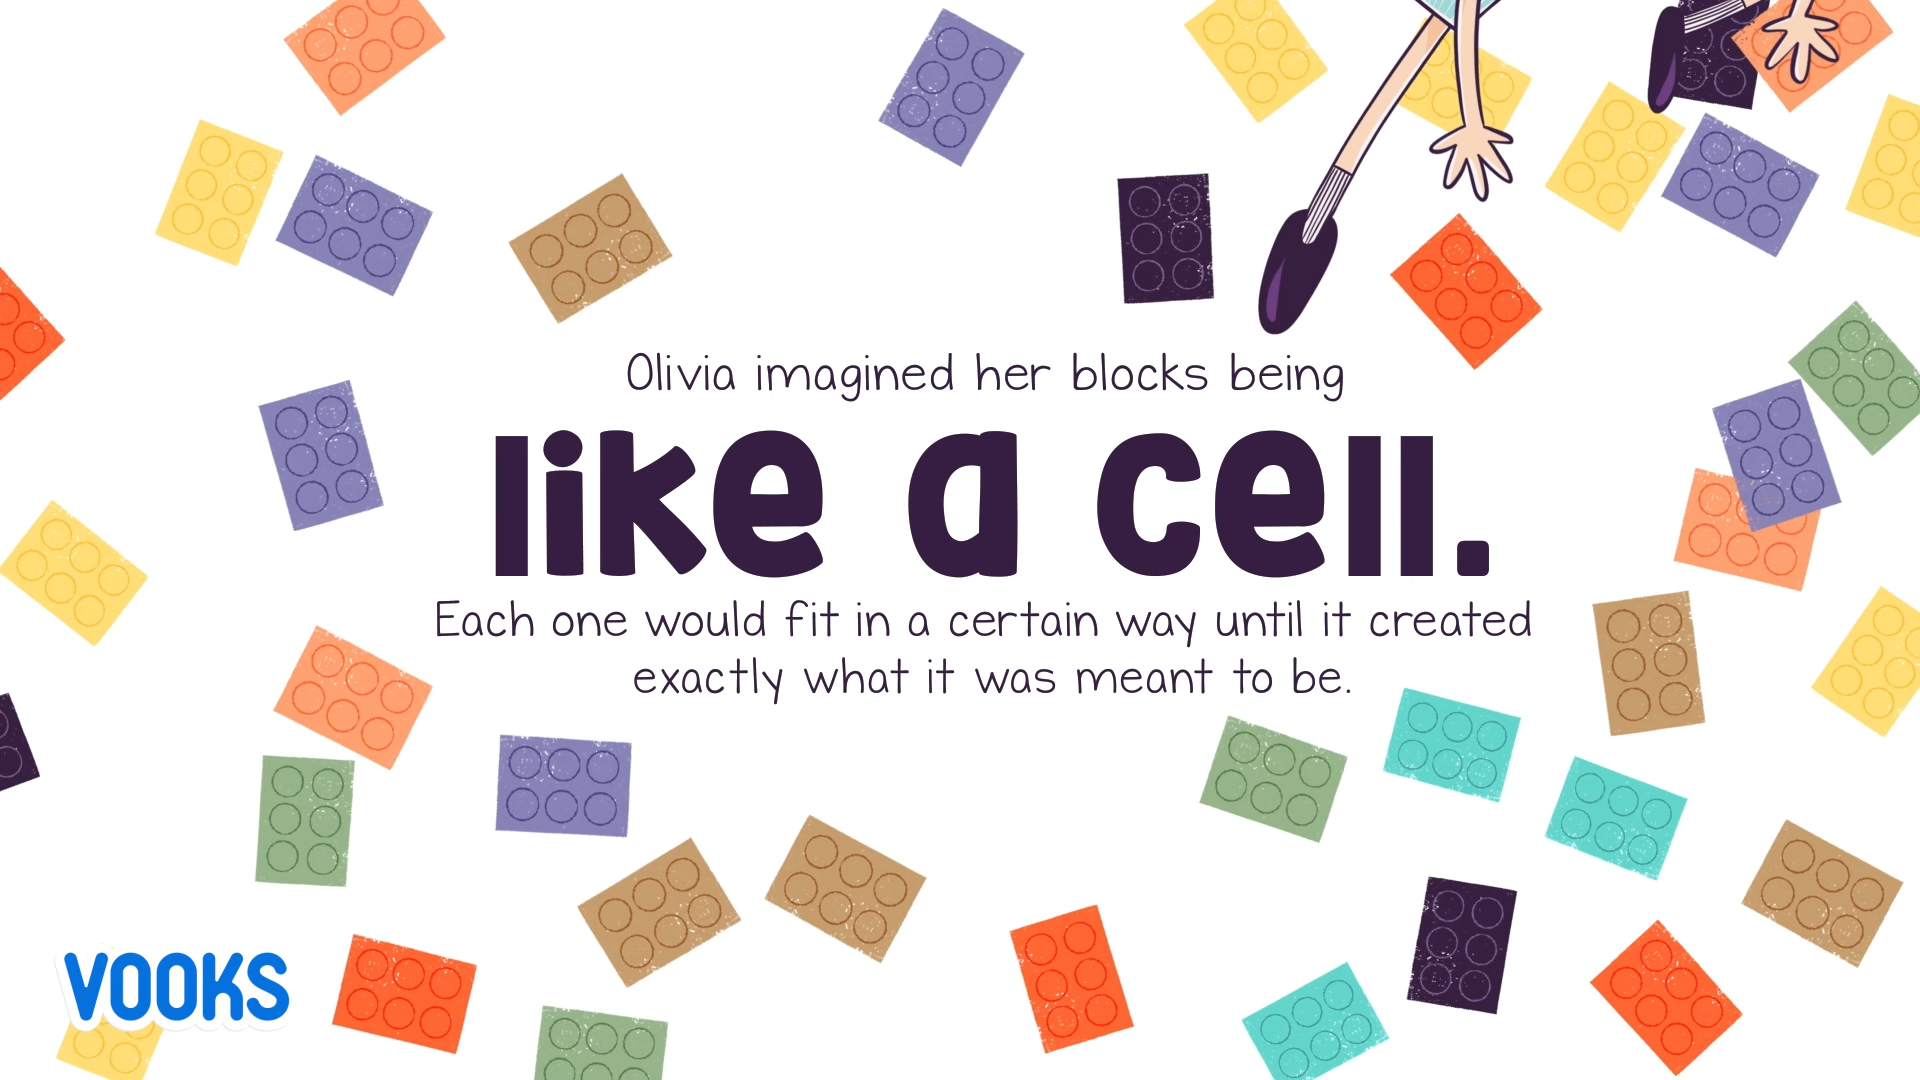 Olivia imagined her blocks being
like a cell.
Each one would fit in a certain way until it created
exactly what it was meant to be.
VOOKS